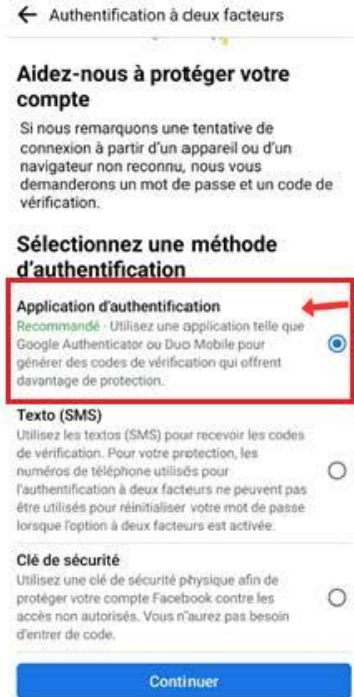 Authentification à deux facteurs
Aidez-nous à protéger votre
compte
Si nous remarquons une tentative de
connexion à partir d'un appareil ou d'un
navigateur non reconnu, nous vous
demanderons un mot de passe et un code de
vérification.
Sélectionnez une méthode
d'authentification
Application d'authentification
Recommandé · Utilisez une application telle que
Google Authenticator ou Duo Mobile pour
générer des codes de vérification qui offrent
davantage de protection.
Texto (SMS)
Utilisez les textos (SMS) pour recevoir les codes
de vérification. Pour votre protection, les
numéros de téléphone utilisés pour
l'authentification à deux facteurs ne peuvent pas
être utilisés pour réinitialiser votre mot de passe
lorsque l'option à deux facteurs est activée.
Clé de sécurité
Utilisez une clé de sécurité physique afin de
protéger votre compte Facebook contre les
accès non autorisés. Vous n"aurez pas besoin
d'entrer de code.
Continuer